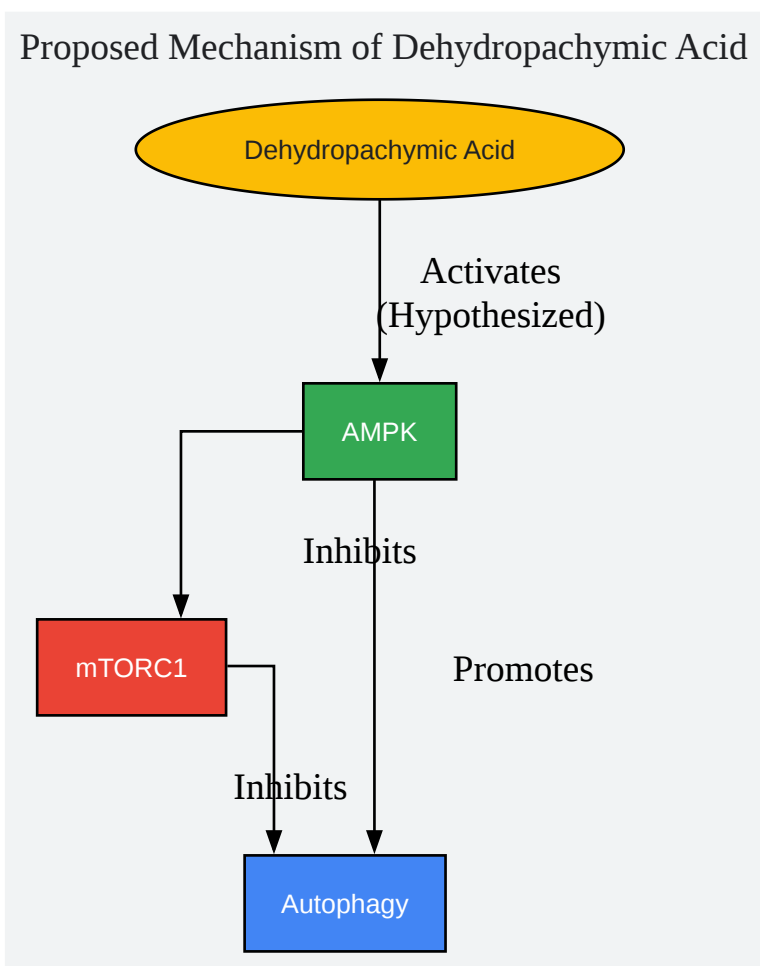 Proposed Mechanism of Dehydropachymic Acid
Dehydropachymic Acid
Activates
(Hypothesized)
AMPK
Inhibits
mTORC1
Promotes
Inhibits
Autophagy